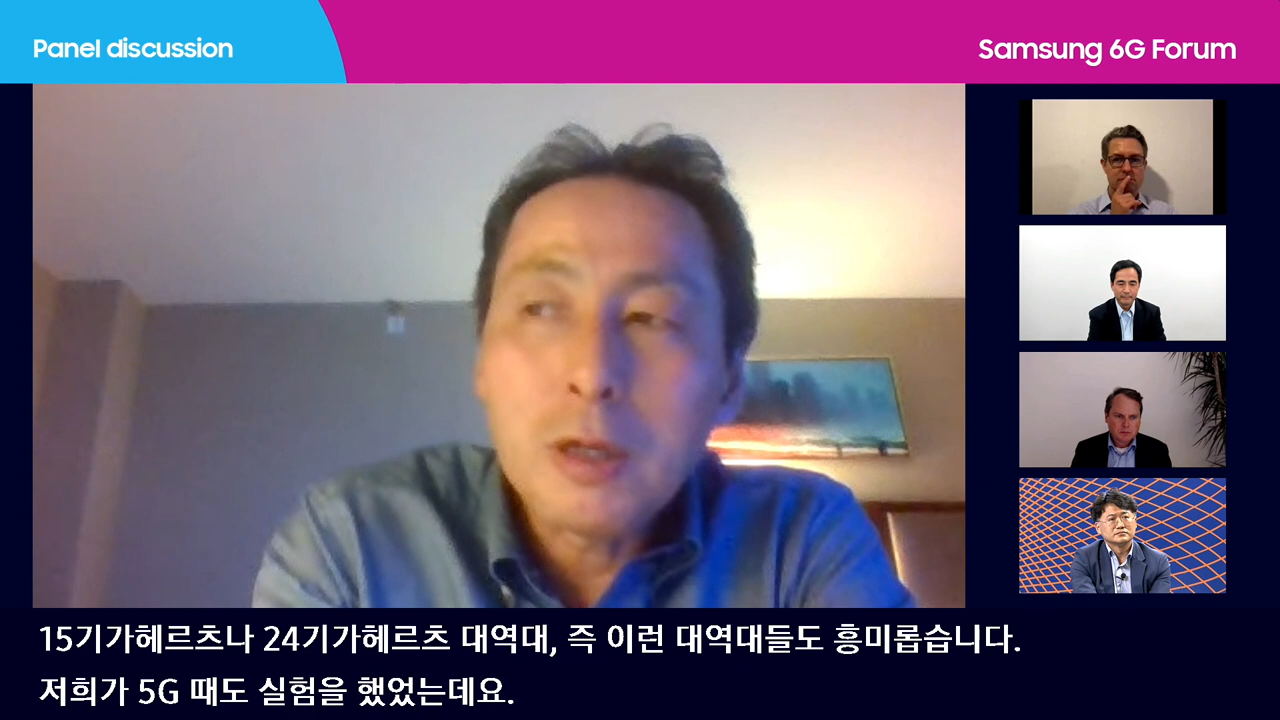 Panel discussion
Samsung 6G Forum
15기가헤르츠나 24기가헤르츠 대역대, 즉 이런 대역대들도 흥미롭습니다.
저희가 5G 때도 실험을 했었는데요.